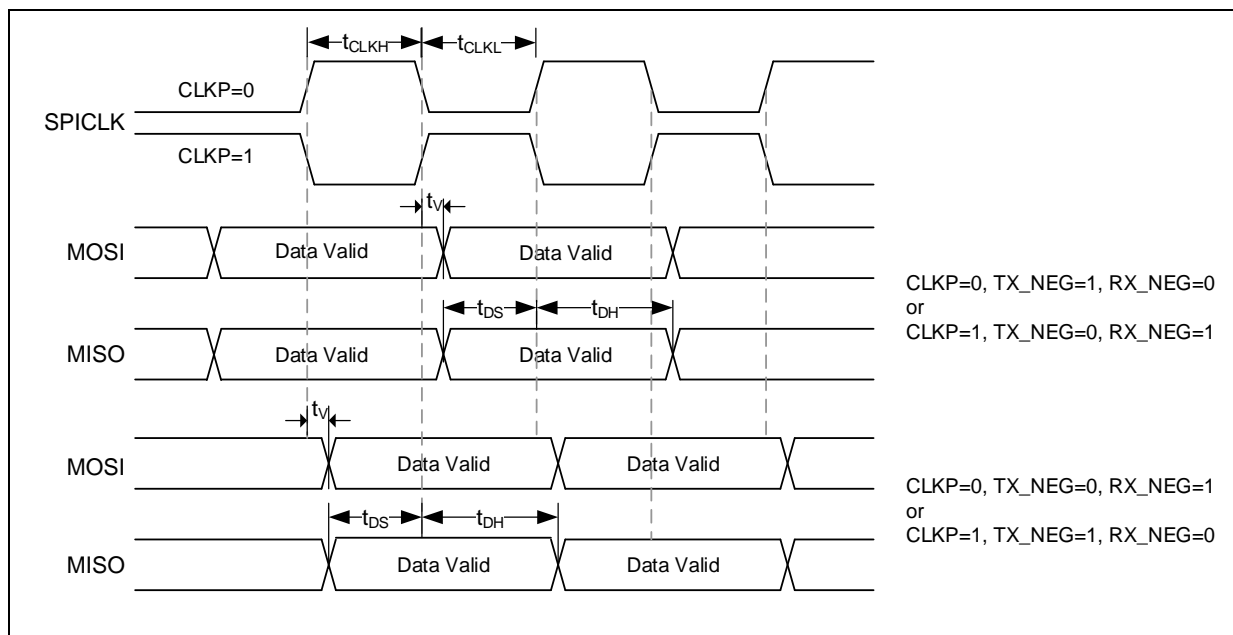 tCLKH
tCLKL
CLKP=0
SPICLK
CLKP=1
tV
MOSI
Data Valid
Data Valid
CLKP=0, TX_NEG=1, RX_NEG=0
or
CLKP=1, TX_NEG=0, RX_NEG=1
tDS
tDH
MISO
Data Valid
Data Valid
tV
MOSI
Data Valid
Data Valid
CLKP=0, TX_NEG=0, RX_NEG=1
or
CLKP=1, TX_NEG=1, RX_NEG=0
tDS
tDH
MISO
Data Valid
Data Valid